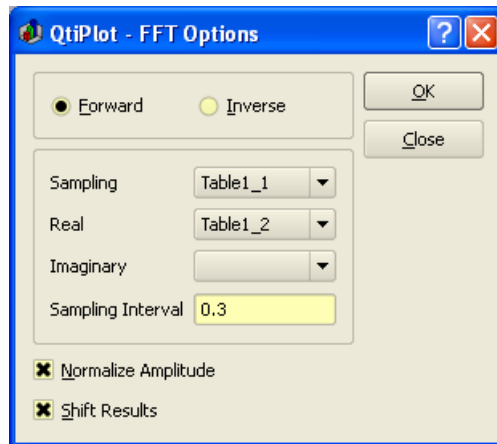 QtiPlot - FFT Options
Forward
Inverse
OK
Close
Sampling
Table1_1
Real
Table1_2
Imaginary
Sampling Interval
0.3
Normalize Amplitude
Shift Results